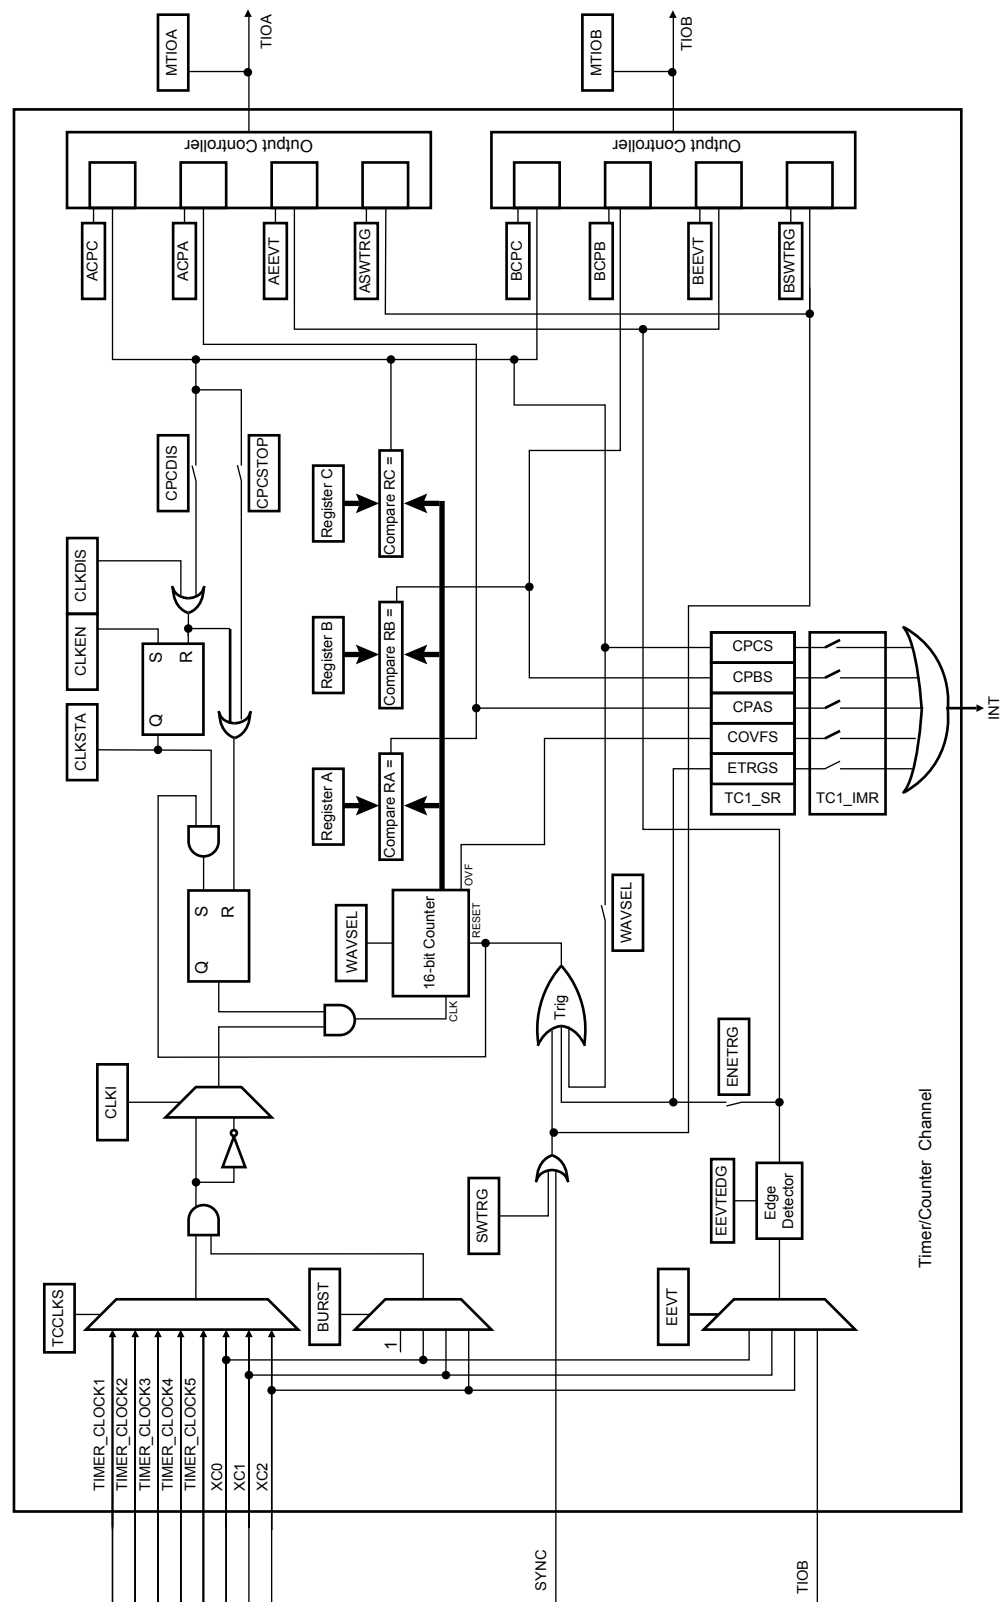 MTIOA
TIOA
MTIOB
TIOB
Output Controller
Output Controller
ACPC
ACPA
AEEVT
ASWTRG
BCPC
BCPB
BEEVT
BSWTRG
CPCDIS
CPCSTOP
CLKDIS
CLKEN
CLKSTA
S
R
Q
S
R
Q
Register C
Compare RC =
Register B
Compare RB =
Register A
Compare RA =
WAVSEL
16-bit Counter
OVF
RESET
CLK
CPCS
CPBS
CPAS
COVFS
ETRGS
TC1_SR
TC1_IMR
INT
WAVSEL
Trig
ENETRG
CLKI
SWTRG
EEVTEDG
Edge
Detector
Timer/Counter Channel
TCCLKS
BURST
1
EEVT
TIMER_CLOCK1
TIMER_CLOCK2
TIMER_CLOCK3
TIMER_CLOCK4
TIMER_CLOCK5
XC0
XC1
XC2
SYNC
TIOB